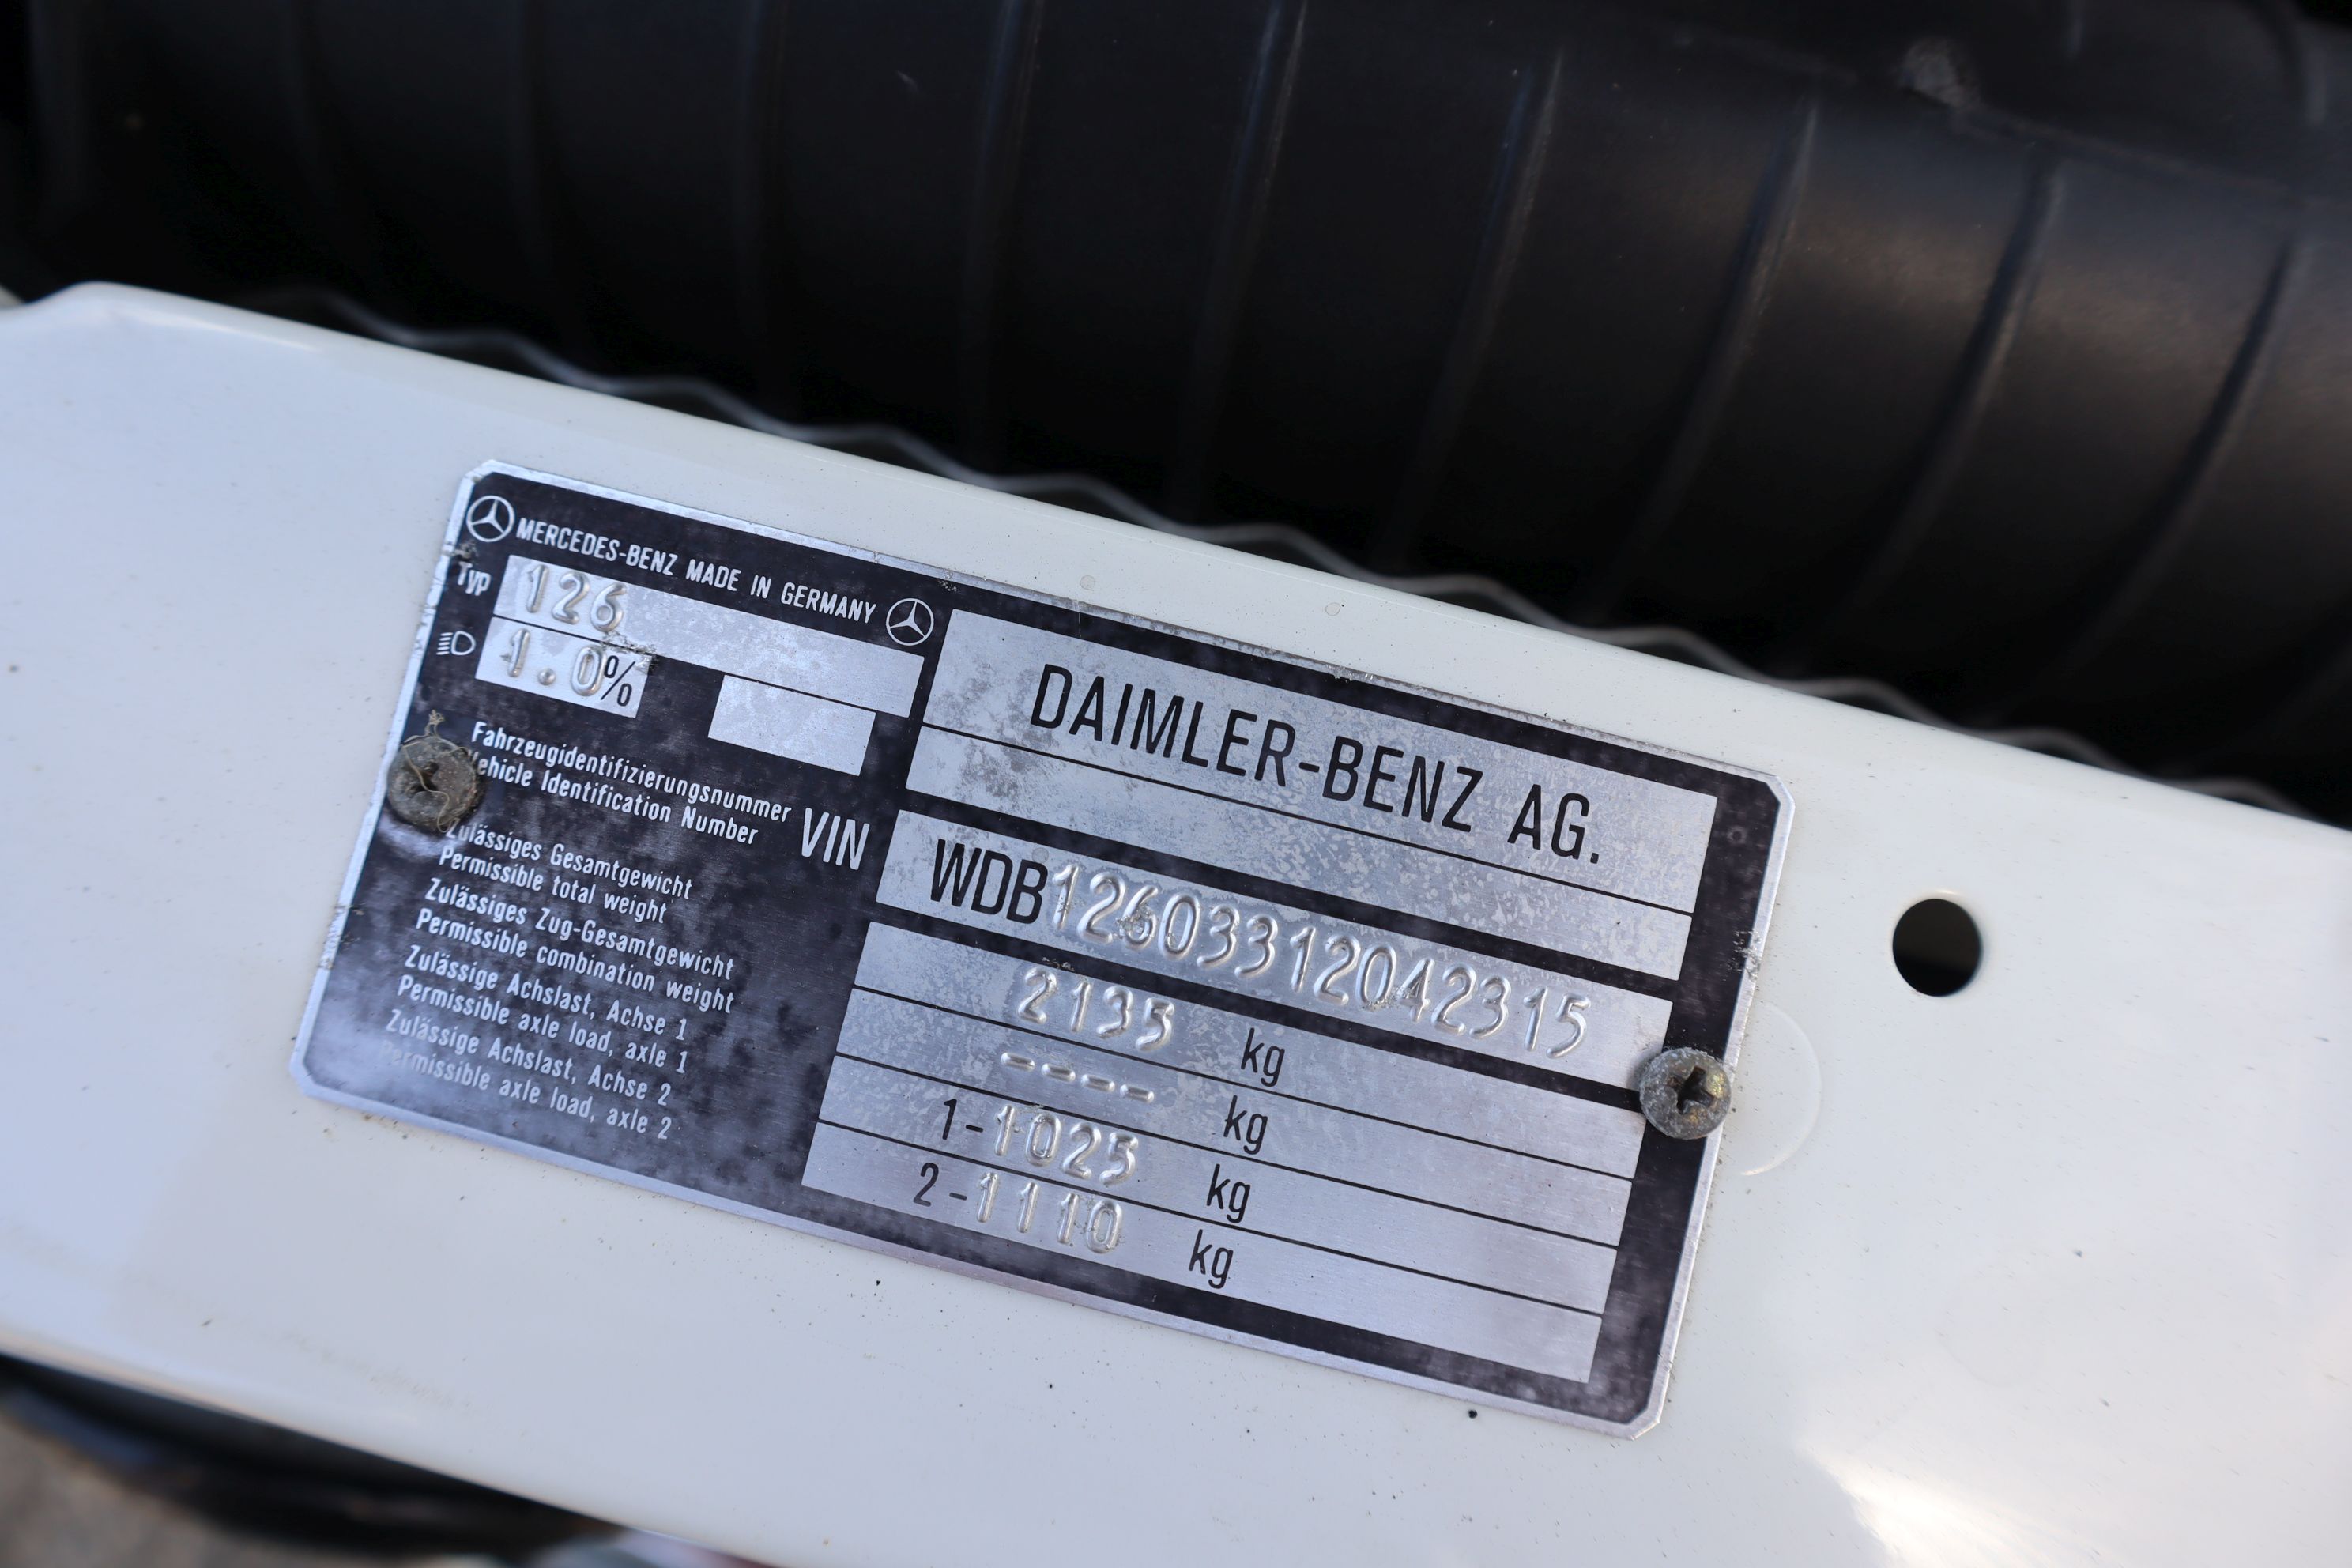 MERCEDES-BENZ MADE IN GERMANY
Typ 126
1.0%
DAIMLER-BENZ AG.
Fahrzeugidentifizierungsnummer
Vehicle Identification Number
VIN WDB12603312042315
Zulässiges Gesamtgewicht
Permissible total weight
2135 kg
Zulässiges Zug-Gesamtgewicht
Permissible combination weight
---- kg
Zulässige Achslast, Achse 1
Permissible axle load, axle 1
1-1025 kg
Zulässige Achslast, Achse 2
Permissible axle load, axle 2
2-1110 kg